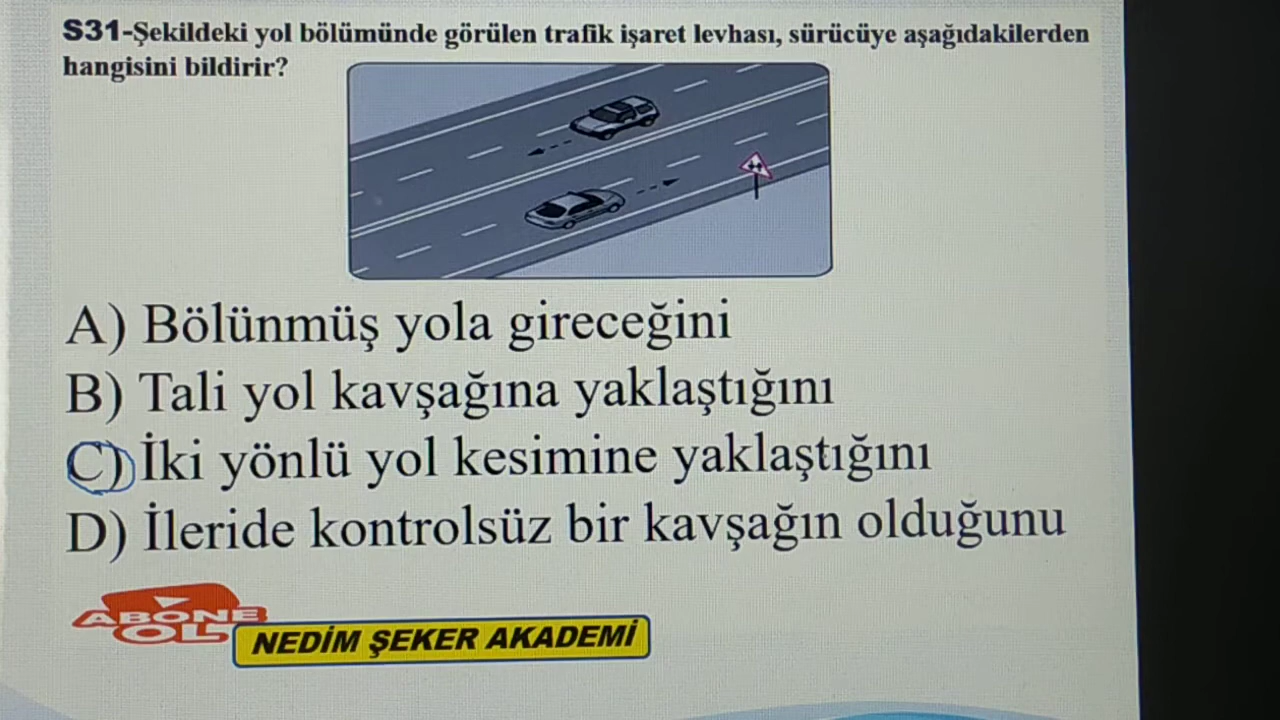 S31-Şekildeki yol bölümünde görülen trafik işaret levhası, sürücüye aşağıdakilerden
hangisini bildirir?
A) Bölünmüş yola gireceğini
B) Tali yol kavşağına yaklaştığını
C) İki yönlü yol kesimine yaklaştığını
D) İleride kontrolsüz bir kavşağın olduğunu
ABONE
OL
NEDİM ŞEKER AKADEMİ